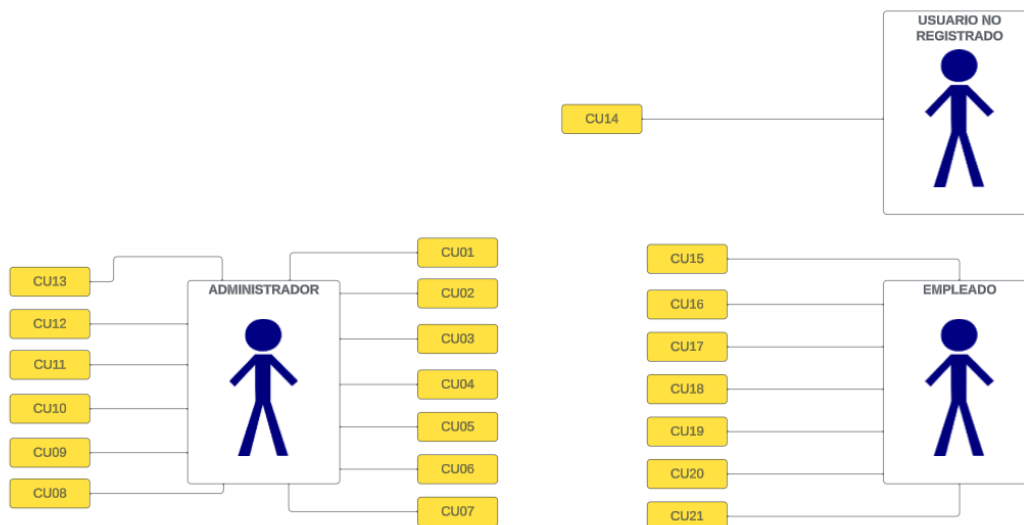 USUARIO NO
REGISTRADO
CU14
CU13
CU12
CU11
CU10
CU09
CU08
ADMINISTRADOR
CU01
CU02
CU03
CU04
CU05
CU06
CU07
CU15
CU16
CU17
CU18
CU19
CU20
CU21
EMPLEADO